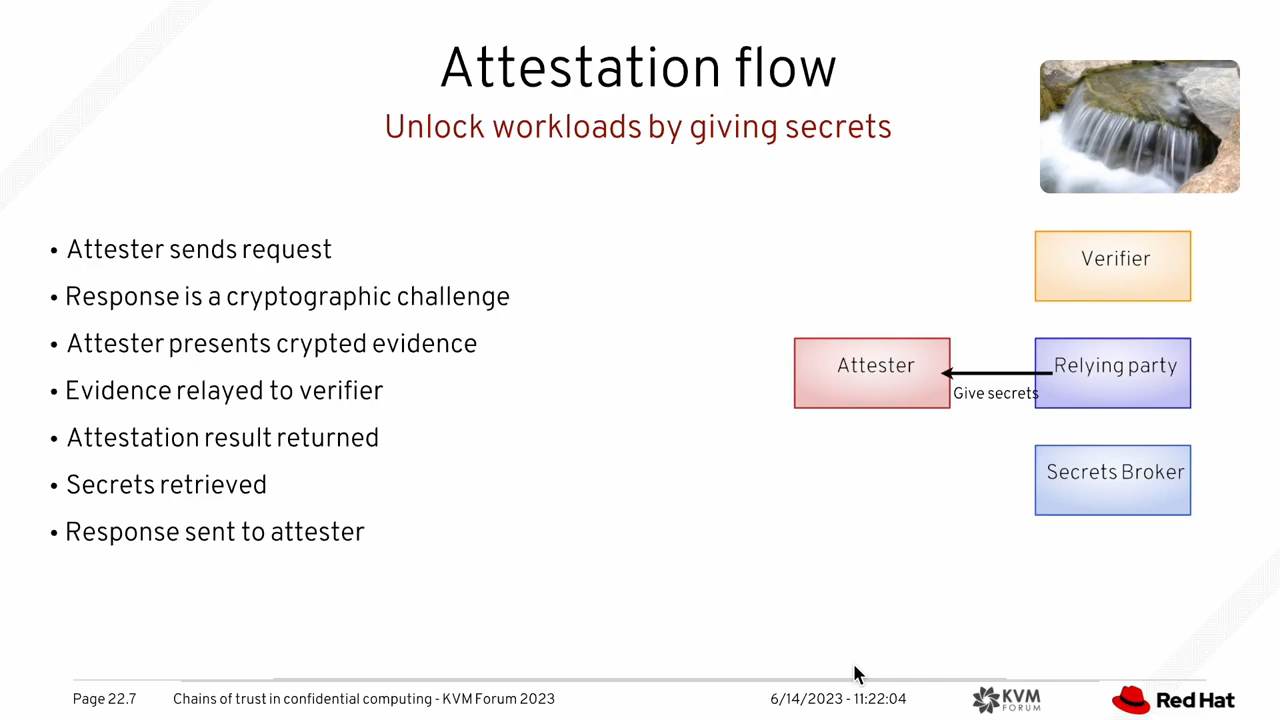 Attestation flow
Unlock workloads by giving secrets
• Attester sends request
• Response is a cryptographic challenge
• Attester presents crypted evidence
• Evidence relayed to verifier
• Attestation result returned
• Secrets retrieved
• Response sent to attester
Verifier
Attester
Relying party
Give secrets
Secrets Broker
Page 22.7
Chains of trust in confidential computing - KVM Forum 2023
6/14/2023 - 11:22:04
KVM
FORUM
Red Hat